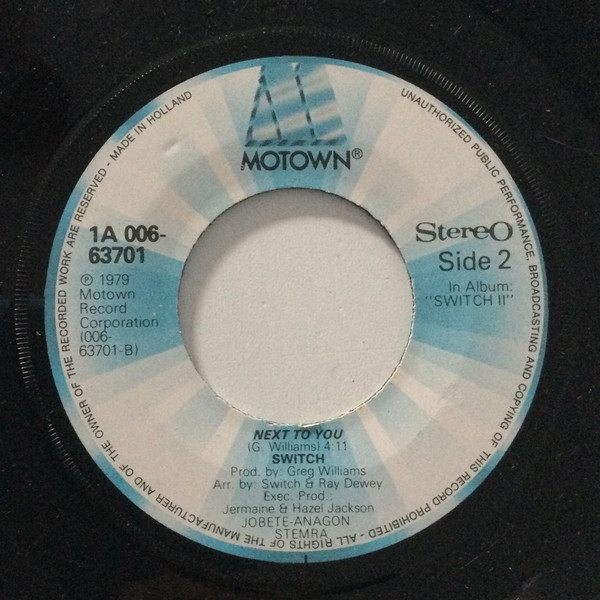 MOTOWN®
1A 006-
63701
℗ 1979
Motown
Record
Corporation
(006-
63701-B)
Stereo
Side 2
In Album:
"SWITCH II"
NEXT TO YOU
(G. Williams) 4:11
SWITCH
Prod. by: Greg Williams
Arr. by: Switch & Ray Dewey
Exec. Prod.:
Jermaine & Hazel Jackson
JOBETE-ANAGON
STEMRA
ALL RIGHTS OF THE MANUFACTURER AND OF THE OWNER OF THE RECORDED WORK ARE RESERVED - MADE IN HOLLAND
UNAUTHORIZED PUBLIC PERFORMANCE, BROADCASTING AND COPYING OF THIS RECORD PROHIBITED -